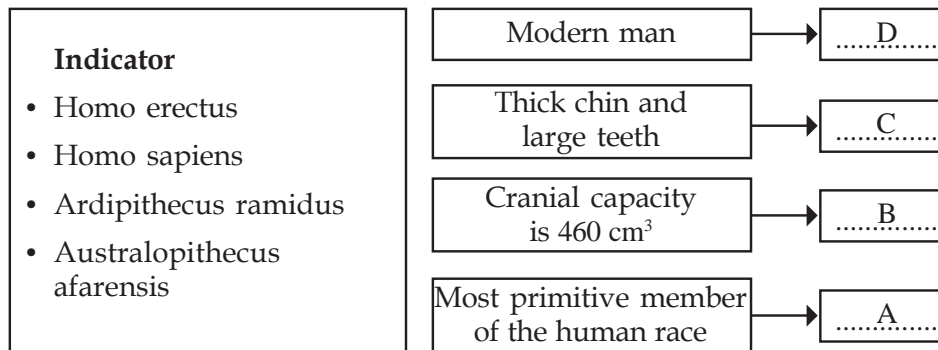 Indicator
• Homo erectus
• Homo sapiens
• Ardipithecus ramidus
• Australopithecus
afarensis
Modern man
D
Thick chin and
large teeth
C
Cranial capacity
is 460 cm³
B
Most primitive member
of the human race
A